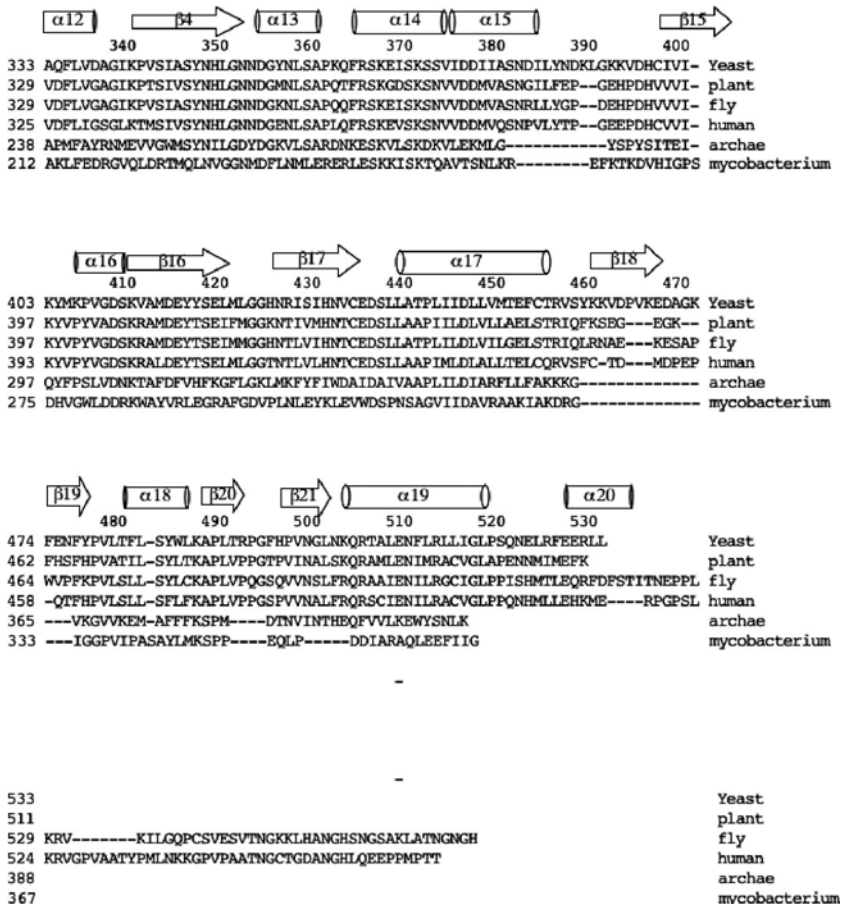 α12 β4 α13 α14 α15 β15
340 350 360 370 380 390 400
333 AQFLVDAGIKPVSIASYNHLGNNDGYNLSAPKQFRSKEISKSSVIDDIIASNDILYNDKLGKKVDHCIVI- Yeast
329 VDFLVGAGIKPTSIVSYNHLGNNDGMNLSAPQTFRSKGDSKSNVVDDMVASNGILFEP--GEHPDHVVVI- plant
329 VDFLVGAGIKPVSIVSYNHLGNNDGKNLSAPQQFRSKEISKSNVVDDMVASNRLLYGP--DEHPDHVVVI- fly
325 VDFLIGSGLKTMSIVSYNHLGNNDGENLSAPLQFRSKEVSKSNVVDDMVQSNPVLYTP--GEEPDHCVVI- human
238 APMFAYRNMEVVGWMSYNILGDYDGKVLSARDNKESKVLSKDKVLEKMLG-----------YSPYSITEI- archae
212 AKLFEDRGVQLDRTMQLNVGGNMDFLNMLERERLESKKISKTQAVTSNLKR--------EFKTKDVHIGPS mycobacterium
α16 β16 β17 α17 β18
410 420 430 440 450 460 470
403 KYMKPVGDSKVAMDEYYSELMLGGHNRISIHNVCEDSLLATPLIIDLLVMTEFCTRVSYKKVDPVKEDAGK Yeast
397 KYVPYVADSKRAMDEYTSEIFMGGKNTIVMHNTCEDSLLAAPIILDLVLLAELSTRIQFKSEG---EGK-- plant
397 KYVPYVGDSKRAMDEYTSEIMMGGHNTLVIHNTCEDSLLATPLILDLVILGELSTRIQLRNAE---KESAP fly
393 KYVPYVGDSKRALDEYTSELMLGGTNTLVLHNTCEDSLLAAPIMLDLALLTELCQRVSFC-TD---MDPEP human
297 QYFPSLVDNKTAFDFVHFKGFLGKLMKFYFIWDAIDAIVAAPLILDIARFLLFAKKKG------------- archae
275 DHVGWLDDRKWAYVRLEGRAFGDVPLNLEYKLEVWDSPNSAGVIIDAVRAAKIAKDRG------------- mycobacterium
β19 α18 β20 β21 α19 α20
480 490 500 510 520 530
474 FENFYPVLTFL-SYWLKAPLTRPGFHPVNGLNKQRTALENFLRLLIGLPSQNELRFEERLL Yeast
462 FHSFHPVATIL-SYLTKAPLVPPGTPVINALSKQRAMLENIMRACVGLAPENNMIMEFK plant
464 WVPFKPVLSLL-SYLCKAPLVPQGSQVVNSLFRQRAAIENILRGCIGLPPISHMTLEQRFDFSTITNEPPL fly
458 -QTFHPVLSLL-SFLFKAPLVPPGSPVVNALFRQRSCIENILRACVGLPPQNHMLLEHKME----RPGPSL human
365 ---VKGVVKEM-AFFFKSPM----DTNVINTHEQFVVLKEWYSNLK archae
333 ---IGGPVIPASAYLMKSPP----EQLP-----DDIARAQLEEFIIG mycobacterium
-
-
533 Yeast
511 plant
529 KRV-------KILGQPCSVESVTNGKKLHANGHSNGSAKLATNGNGH fly
524 KRVGPVAATYPMLNKKGPVPAATNGCTGDANGHLQEEPPMPTT human
388 archae
367 mycobacterium